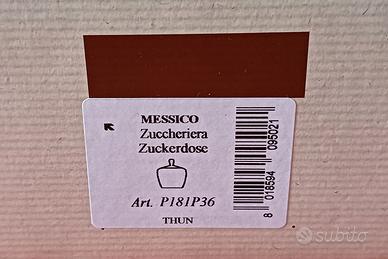 MESSICO
Zuccheriera
Zuckerdose
Art. P181P36
THUN
8 018594 095021
subito